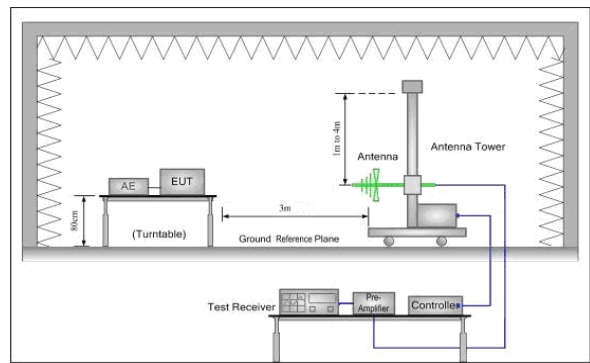 1m to 4m
Antenna
Antenna Tower
AE
EUT
80cm
(Turntable)
3m
Ground Reference Plane
Test Receiver
Pre-
Amplifier
Controller